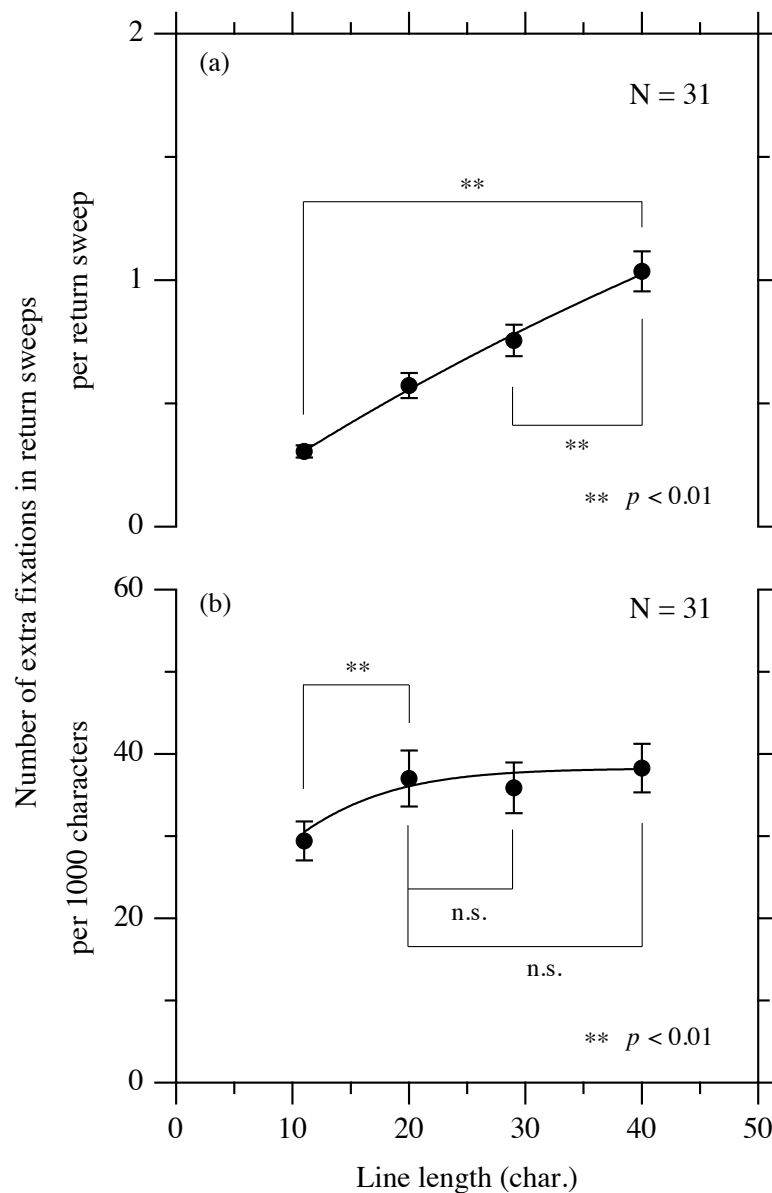 Number of extra fixations in return sweeps
per return sweep
2
1
0
(a)
N = 31
**
**
** p < 0.01
per 1000 characters
60
40
20
0
(b)
N = 31
**
n.s.
n.s.
** p < 0.01
0 10 20 30 40 50
Line length (char.)